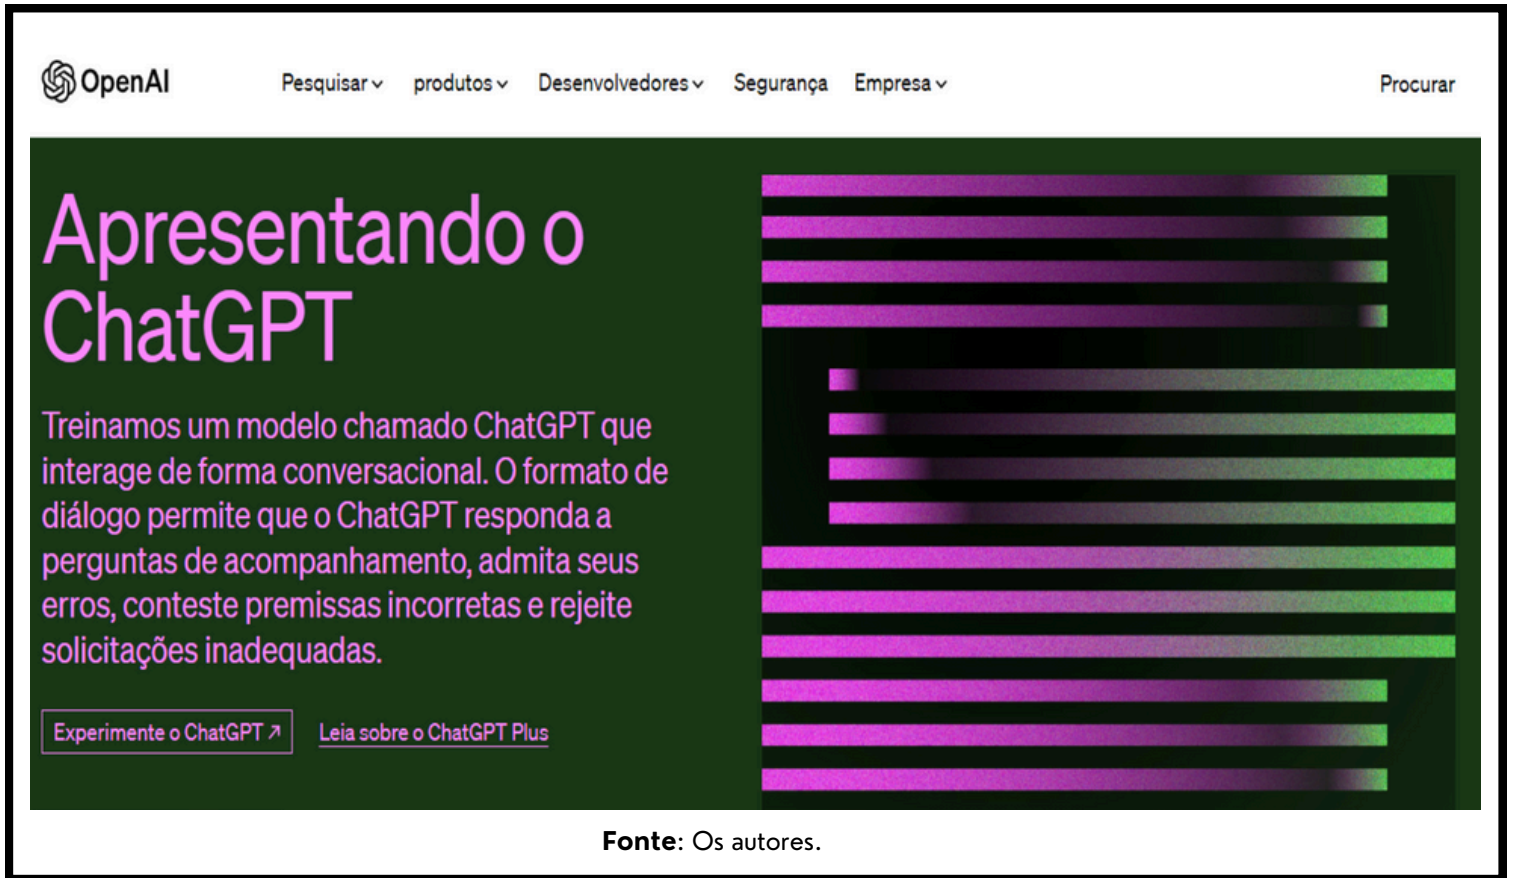 OpenAI
Pesquisar
produtos
Desenvolvedores
Segurança
Empresa
Procurar
Apresentando o
ChatGPT
Treinamos um modelo chamado ChatGPT que
interage de forma conversacional. O formato de
diálogo permite que o ChatGPT responda a
perguntas de acompanhamento, admita seus
erros, conteste premissas incorretas e rejeite
solicitações inadequadas.
Experimente o ChatGPT ↗
Leia sobre o ChatGPT Plus
Fonte: Os autores.